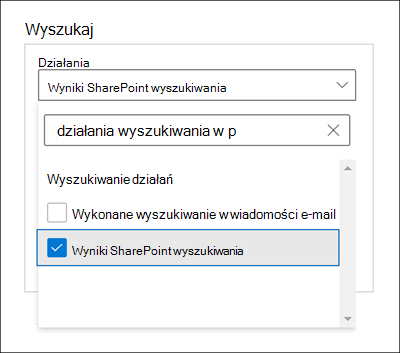 Wyszukaj
Działania
Wyniki SharePoint wyszukiwania
działania wyszukiwania w p
Wyszukiwanie działań
Wykonane wyszukiwanie w wiadomości e-mail
Wyniki SharePoint wyszukiwania